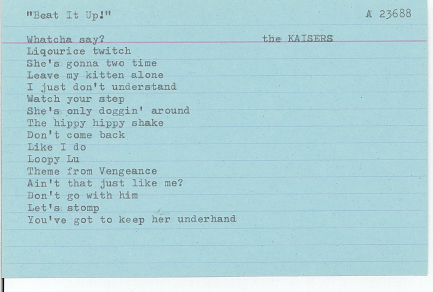 "Beat It Up!" A 23688
Whatcha say? the KAISERS
Liqourice twitch
She's gonna two time
Leave my kitten alone
I just don't understand
Watch your step
She's only doggin' around
The hippy hippy shake
Don't come back
Like I do
Loopy Lu
Theme from Vengeance
Ain't that just like me?
Don't go with him
Let's stomp
You've got to keep her underhand